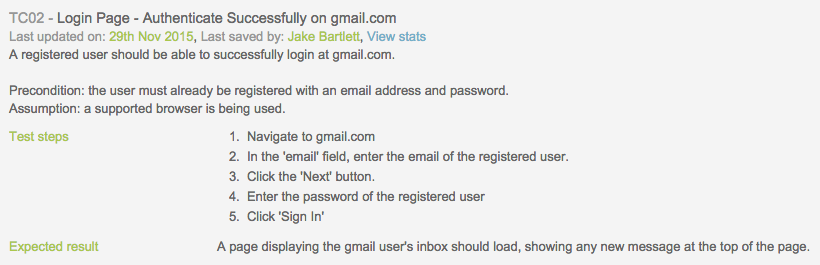 TC02 - Login Page - Authenticate Successfully on gmail.com
Last updated on: 29th Nov 2015, Last saved by: Jake Bartlett, View stats
A registered user should be able to successfully login at gmail.com.
Precondition: the user must already be registered with an email address and password.
Assumption: a supported browser is being used.
Test steps
1. Navigate to gmail.com
2. In the 'email' field, enter the email of the registered user.
3. Click the 'Next' button.
4. Enter the password of the registered user
5. Click 'Sign In'
Expected result
A page displaying the gmail user's inbox should load, showing any new message at the top of the page.